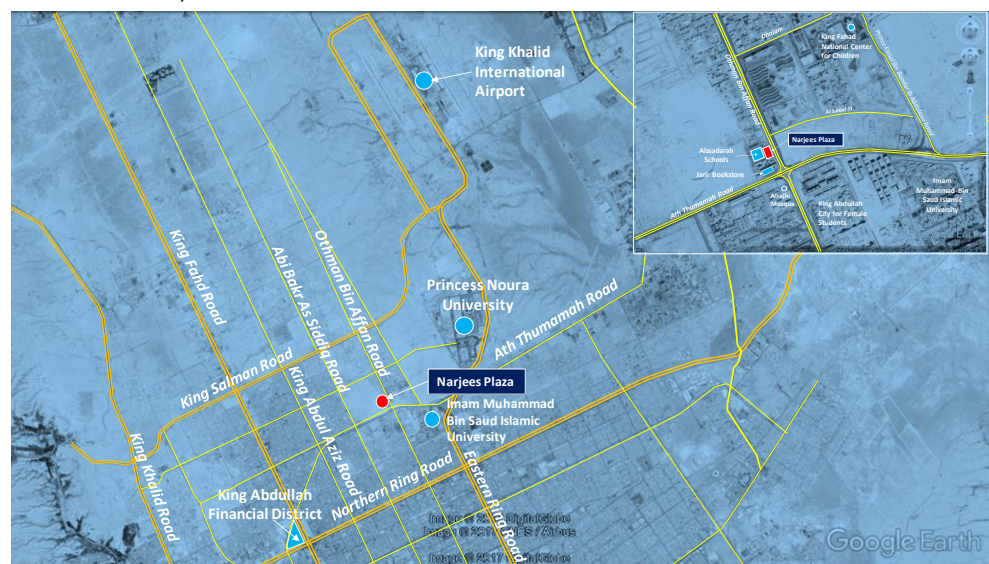 King Khalid
International
Airport
King Fahd Road
Abi Bakr As Siddiq Road
Othman Bin Affan Road
Princess Noura
University
Ath Thumamah Road
King Salman Road
Narjees Plaza
Imam Muhammad
Bin Saud Islamic
University
King Abdul Aziz Road
King Khalid Road
Northern Ring Road
Eastern Ring Road
King Abdullah
Financial District
Google Earth
Dhalam
King Fahad
National Center
for Children
Othman Bin Affan Road
Narjees Plaza
Alssadarah
Schools
Jarir Bookstore
Mosque
Ath Thumamah Road
King Abdullah
City for Female
Students
Imam
Muhammad Bin
Saud Islamic
University